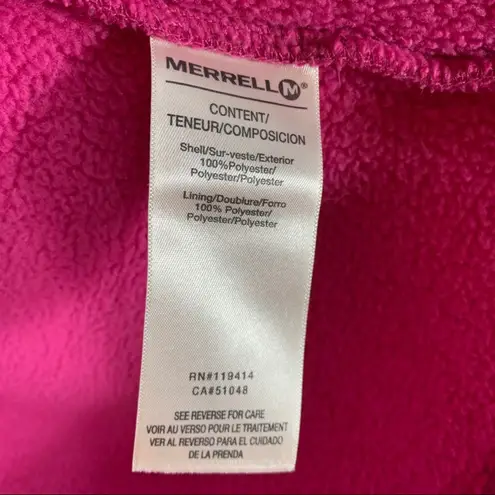 MERRELL M®
CONTENT/
TENEUR/COMPOSICION
Shell/Sur-veste/Exterior
100%Polyester/
Polyester/Polyester
Lining/Doublure/Forro
100% Polyester/
Polyester/Polyester
RN#119414
CA#51048
SEE REVERSE FOR CARE
VOIR AU VERSO POUR LE TRAITEMENT
VER AL REVERSO PARA EL CUIDADO
DE LA PRENDA